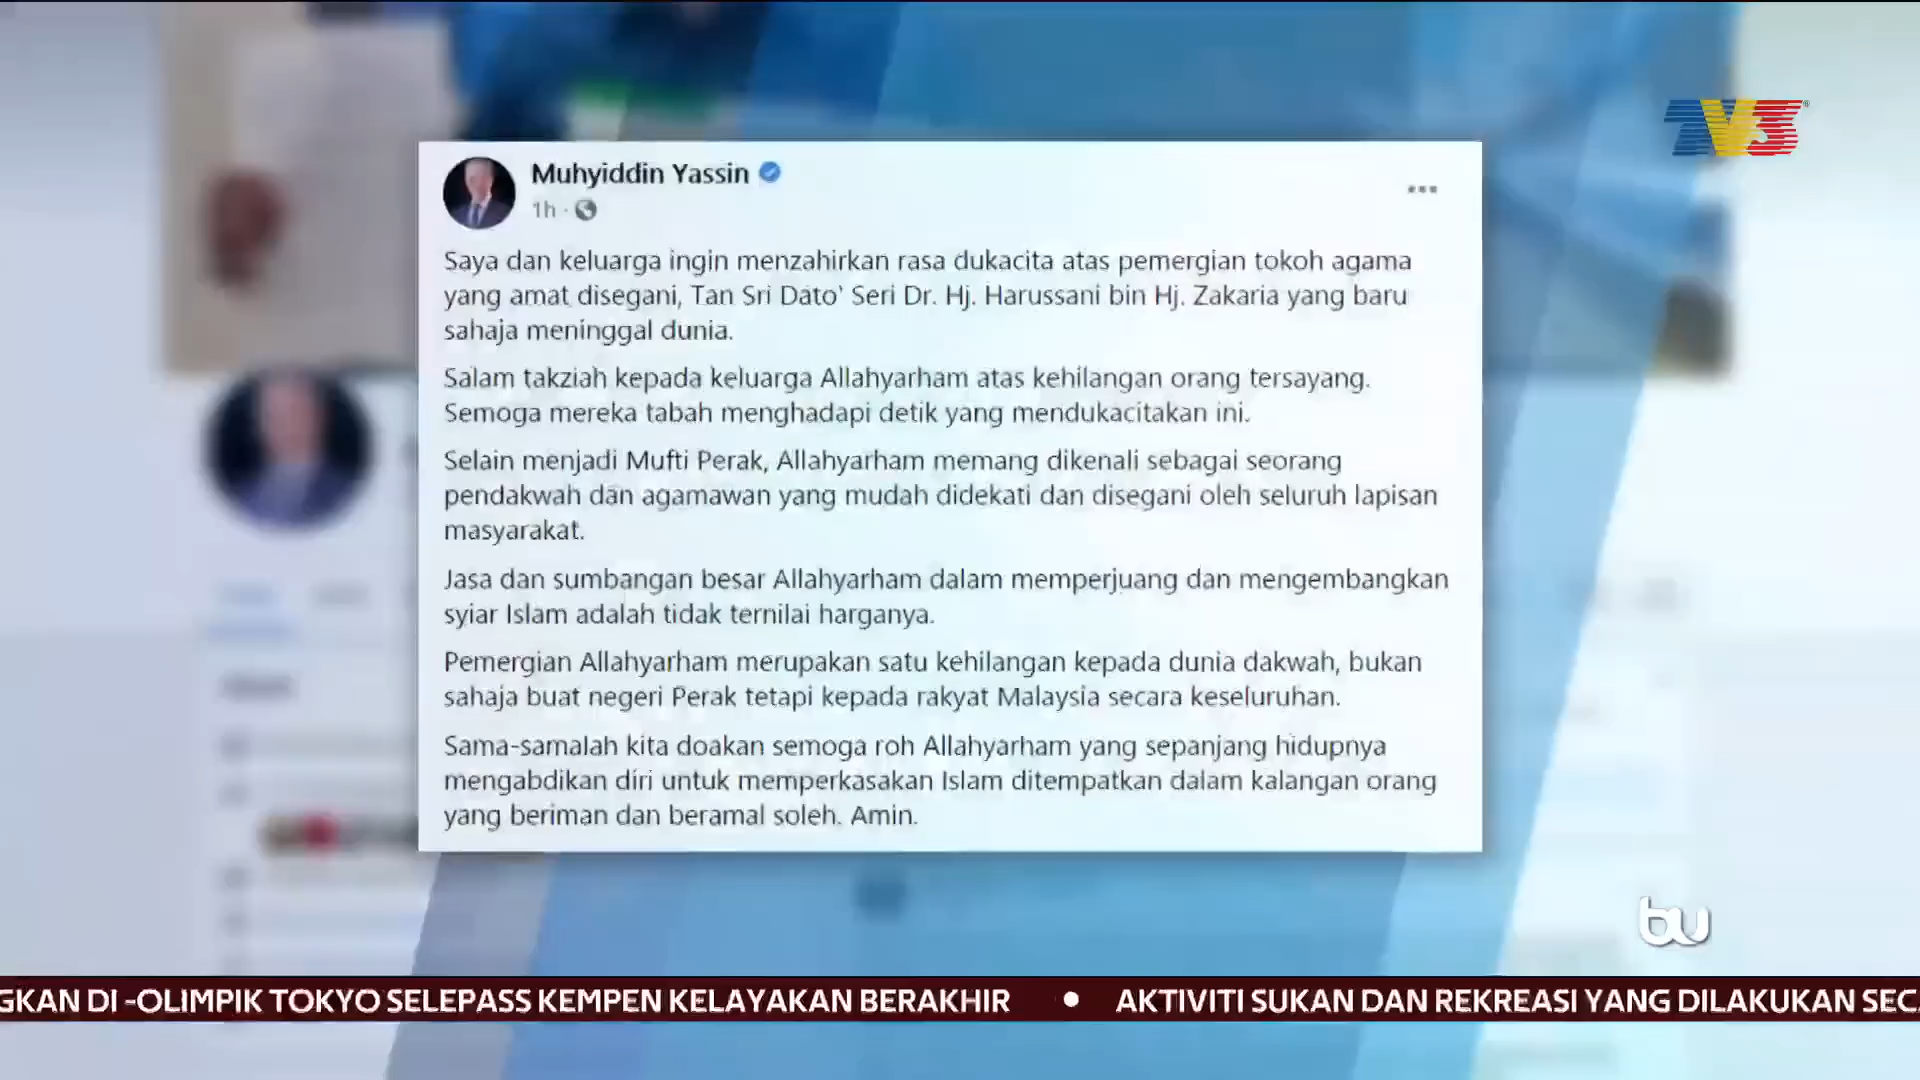 TV3
Muhyiddin Yassin
1h ·
Saya dan keluarga ingin menzahirkan rasa dukacita atas pemergian tokoh agama
yang amat disegani, Tan Sri Dato' Seri Dr. Hj. Harussani bin Hj. Zakaria yang baru
sahaja meninggal dunia.
Salam takziah kepada keluarga Allahyarham atas kehilangan orang tersayang.
Semoga mereka tabah menghadapi detik yang mendukacitakan ini.
Selain menjadi Mufti Perak, Allahyarham memang dikenali sebagai seorang
pendakwah dan agamawan yang mudah didekati dan disegani oleh seluruh lapisan
masyarakat.
Jasa dan sumbangan besar Allahyarham dalam memperjuang dan mengembangkan
syiar Islam adalah tidak ternilai harganya.
Pemergian Allahyarham merupakan satu kehilangan kepada dunia dakwah, bukan
sahaja buat negeri Perak tetapi kepada rakyat Malaysia secara keseluruhan.
Sama-samalah kita doakan semoga roh Allahyarham yang sepanjang hidupnya
mengabdikan diri untuk memperkasakan Islam ditempatkan dalam kalangan orang
yang beriman dan beramal soleh. Amin.
bu
GKAN DI -OLIMPIK TOKYO SELEPASS KEMPEN KELAYAKAN BERAKHIR • AKTIVITI SUKAN DAN REKREASI YANG DILAKUKAN SECA